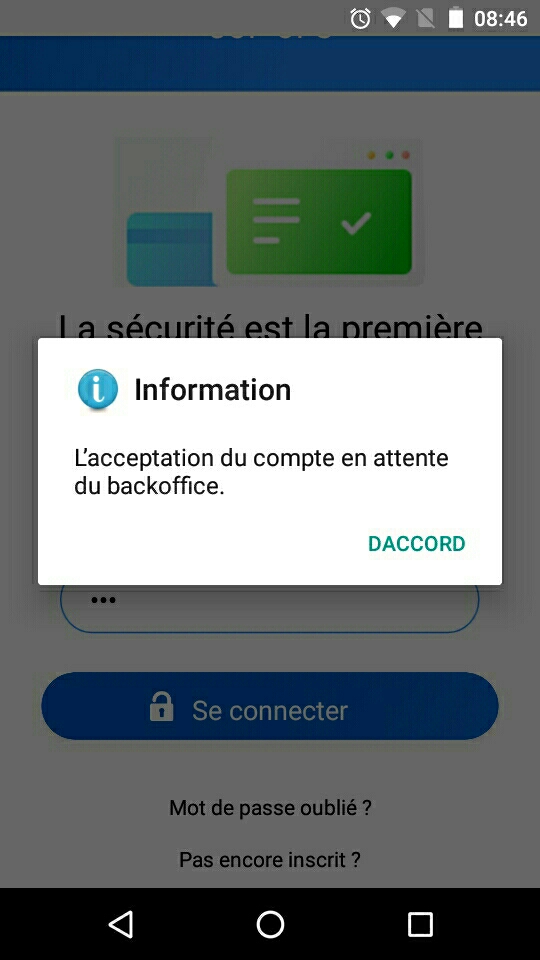 08:46
La sécurité est la première
Information
L'acceptation du compte en attente
du backoffice.
DACCORD
•••
Se connecter
Mot de passe oublié ?
Pas encore inscrit ?